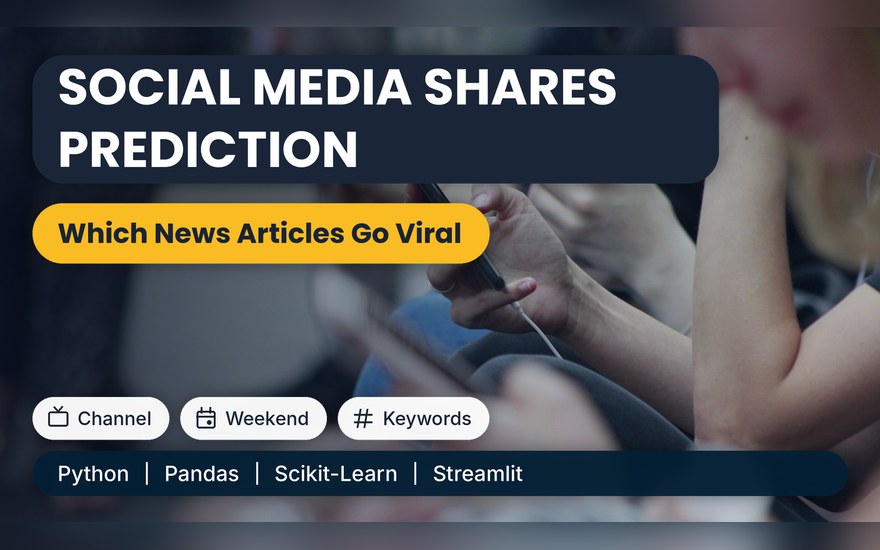 SOCIAL MEDIA SHARES
PREDICTION
Which News Articles Go Viral
Channel
Weekend
Keywords
Python | Pandas | Scikit-Learn | Streamlit